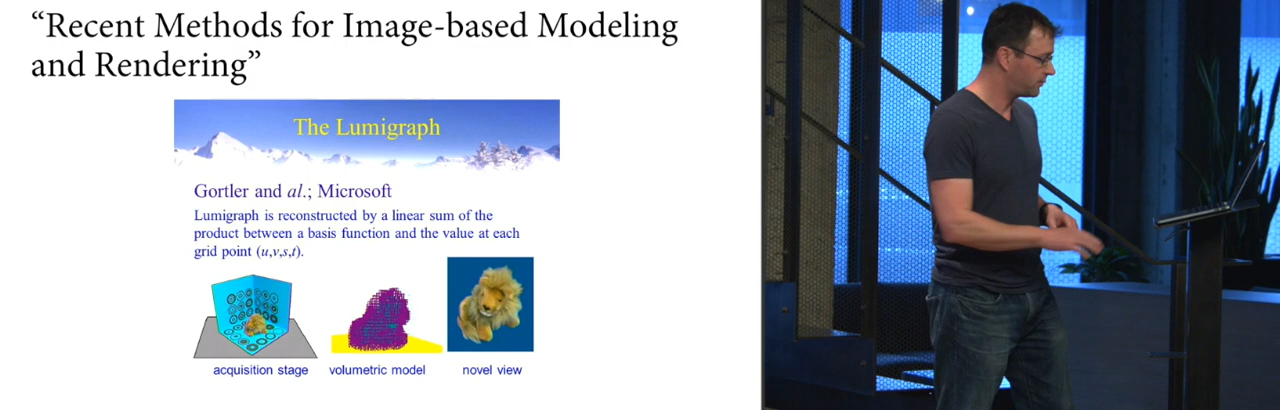 “Recent Methods for Image-based Modeling
and Rendering”
The Lumigraph
Gortler and al.; Microsoft
Lumigraph is reconstructed by a linear sum of the
product between a basis function and the value at each
grid point (u,v,s,t).
acquisition stage volumetric model novel view